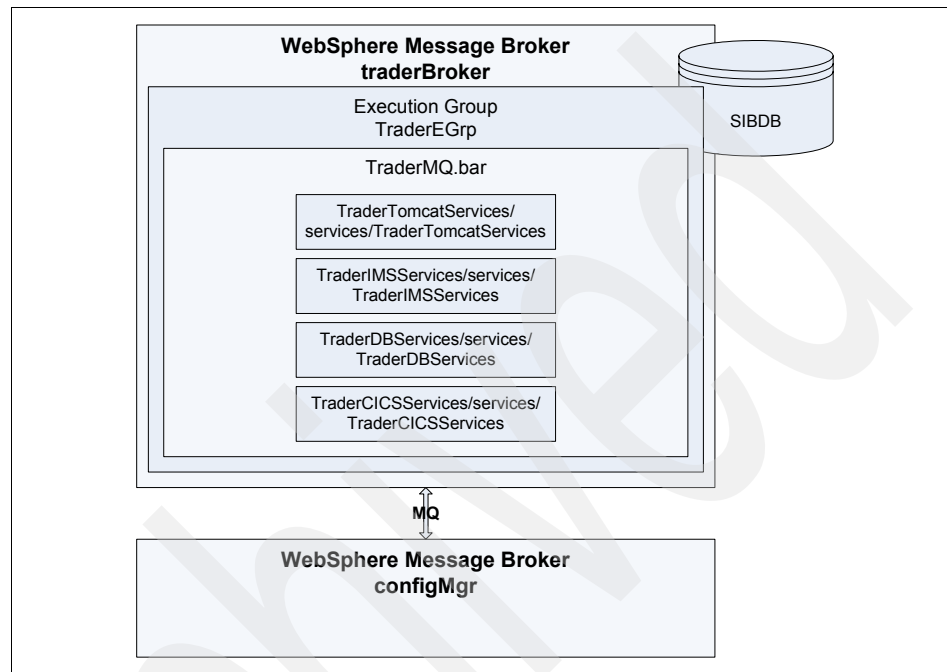 WebSphere Message Broker
traderBroker
Execution Group
TraderEGrp
SIBDB
TraderMQ.bar
TraderTomcatServices/
services/TraderTomcatServices
TraderIMSServices/services/
TraderIMSServices
TraderDBServices/services/
TraderDBServices
TraderCICSServices/services/
TraderCICSServices
MQ
WebSphere Message Broker
configMgr